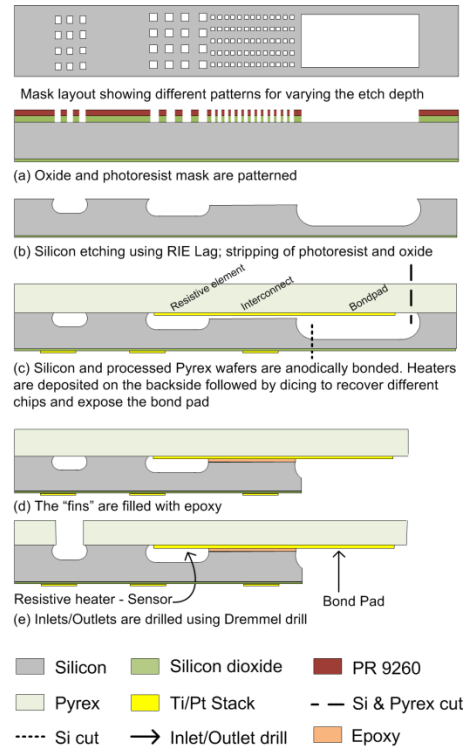 Mask layout showing different patterns for varying the etch depth
(a) Oxide and photoresist mask are patterned
(b) Silicon etching using RIE Lag; stripping of photoresist and oxide
Resistive element
Interconnect
Bondpad
(c) Silicon and processed Pyrex wafers are anodically bonded. Heaters
are deposited on the backside followed by dicing to recover different
chips and expose the bond pad
(d) The “fins” are filled with epoxy
Resistive heater - Sensor
Bond Pad
(e) Inlets/Outlets are drilled using Dremmel drill
Silicon
Silicon dioxide
PR 9260
Pyrex
Ti/Pt Stack
Si & Pyrex cut
Si cut
Inlet/Outlet drill
Epoxy